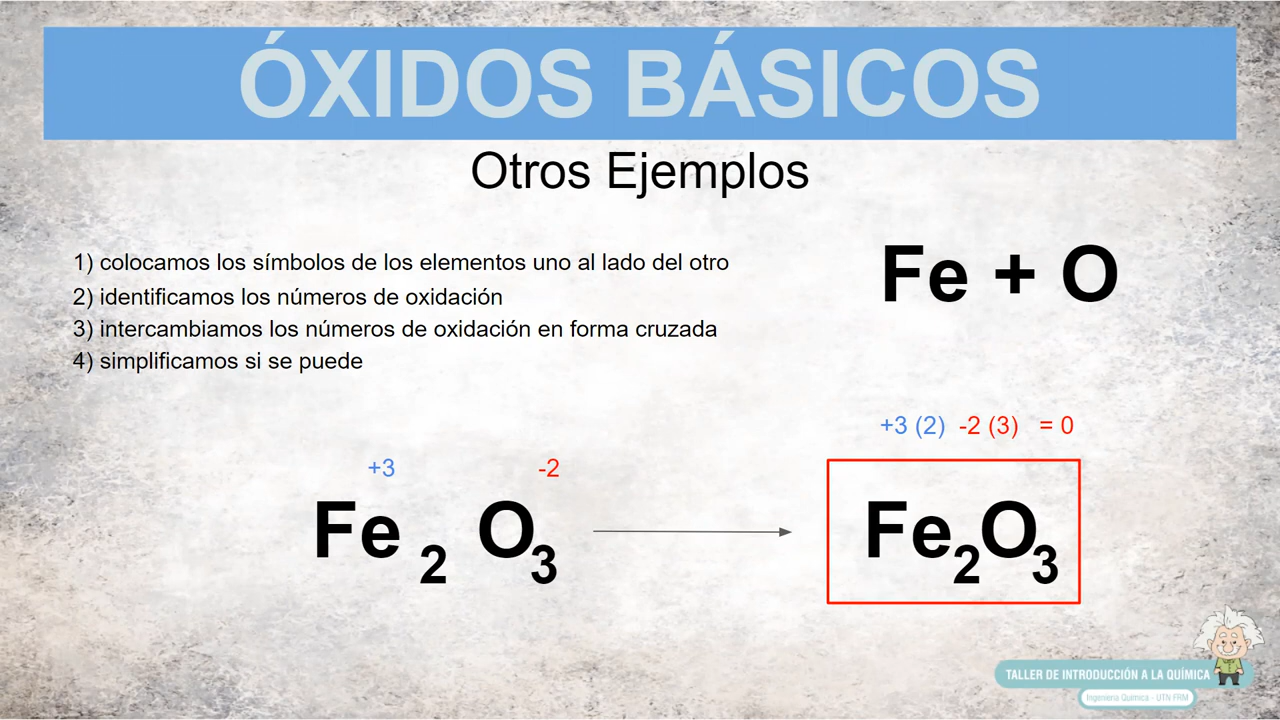 ÓXIDOS BÁSICOS
Otros Ejemplos
1) colocamos los símbolos de los elementos uno al lado del otro
2) identificamos los números de oxidación
3) intercambiamos los números de oxidación en forma cruzada
4) simplificamos si se puede
Fe + O
+3 (2) -2 (3) = 0
+3 -2
Fe 2 O3
Fe2O3
TALLER DE INTRODUCCIÓN A LA QUÍMICA
Ingeniería Química - UTN FRM